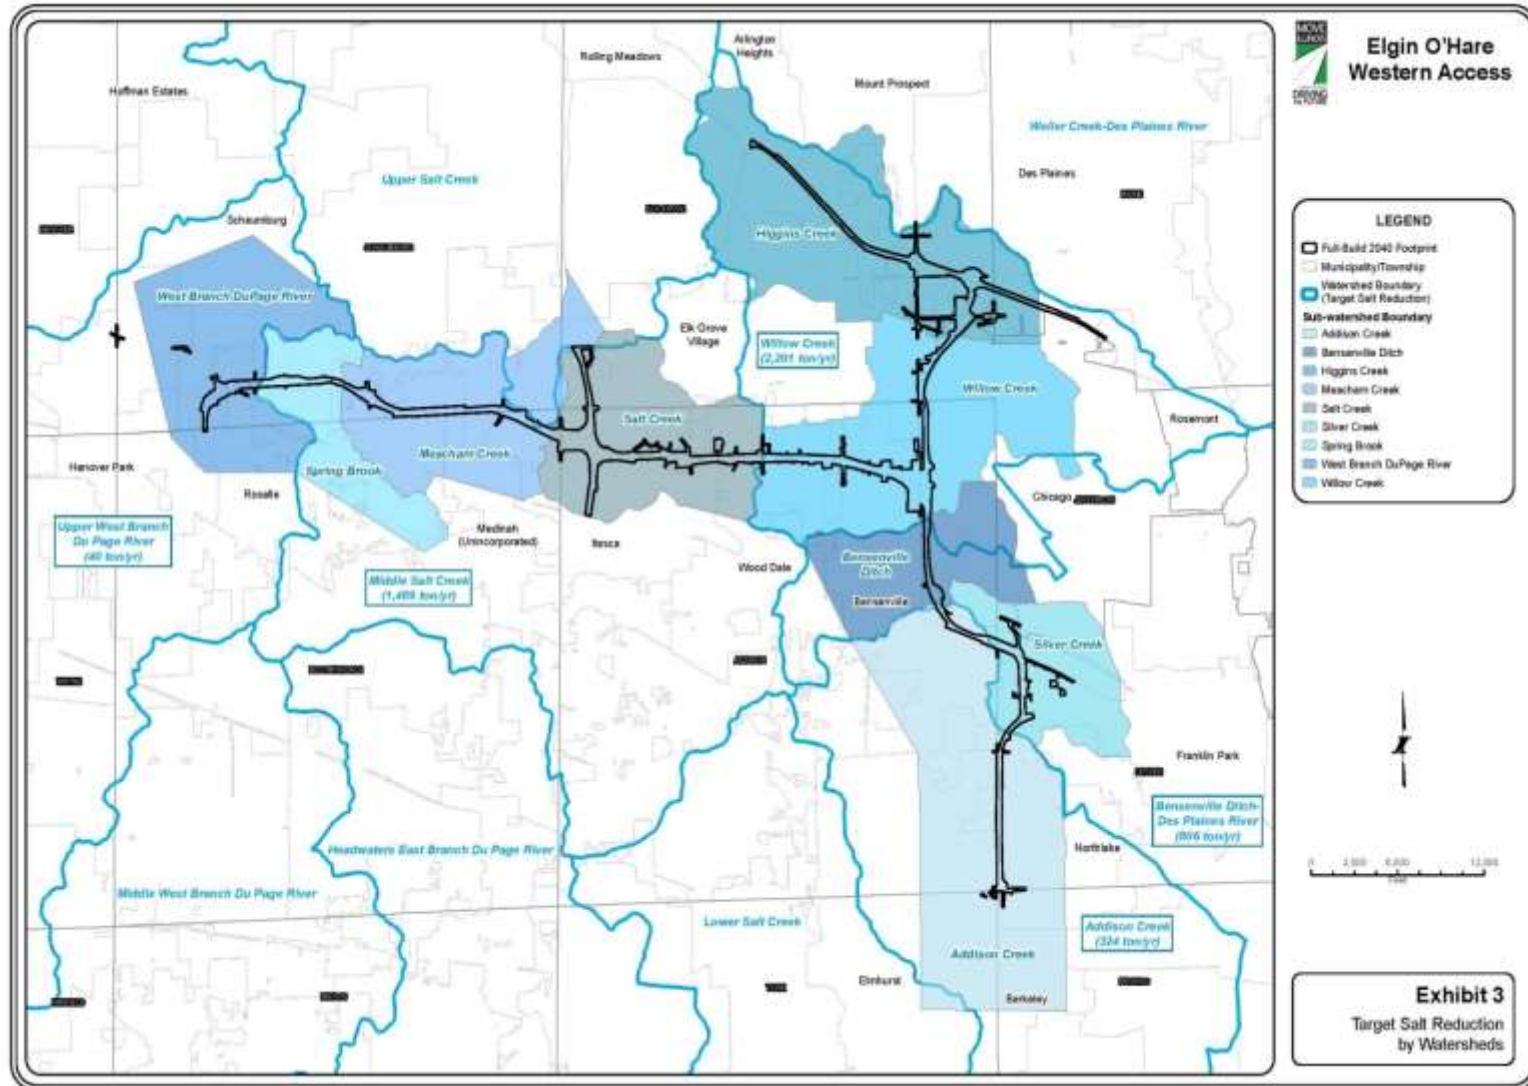 MOVE
ILLINOIS
DRIVING
Elgin O'Hare
Western Access
Arlington
Heights
Rolling Meadows
Mount Prospect
Hoffman Estates
Weller Creek-Des Plaines River
Des Plaines
Upper Salt Creek
Schaumburg
Higgins Creek
West Branch DuPage River
Elk Grove
Village
Willow Creek
(2,201 ton/yr)
Willow Creek
Rosemont
Salt Creek
Meacham Creek
Spring Brook
Hanover Park
Roselle
Chicago
Upper West Branch
Du Page River
(40 ton/yr)
Medinah
(Unincorporated)
Itasca
Wood Dale
Bensenville
Ditch
Bensenville
Middle Salt Creek
Silver Creek
Franklin Park
Bensenville Ditch-
Des Plaines River
Northlake
Headwaters East Branch Du Page River
Middle West Branch Du Page River
Lower Salt Creek
Addison Creek
(324 ton/yr)
Addison Creek
Elmhurst
Berkeley
LEGEND
Full-Build 2040 Footprint
Municipality/Township
Watershed Boundary
(Target Salt Reduction)
Sub-watershed Boundary
Addison Creek
Bensenville Ditch
Higgins Creek
Meacham Creek
Salt Creek
Silver Creek
Spring Brook
West Branch DuPage River
Willow Creek
0
12,000
Feet
Exhibit 3
Target Salt Reduction
by Watersheds